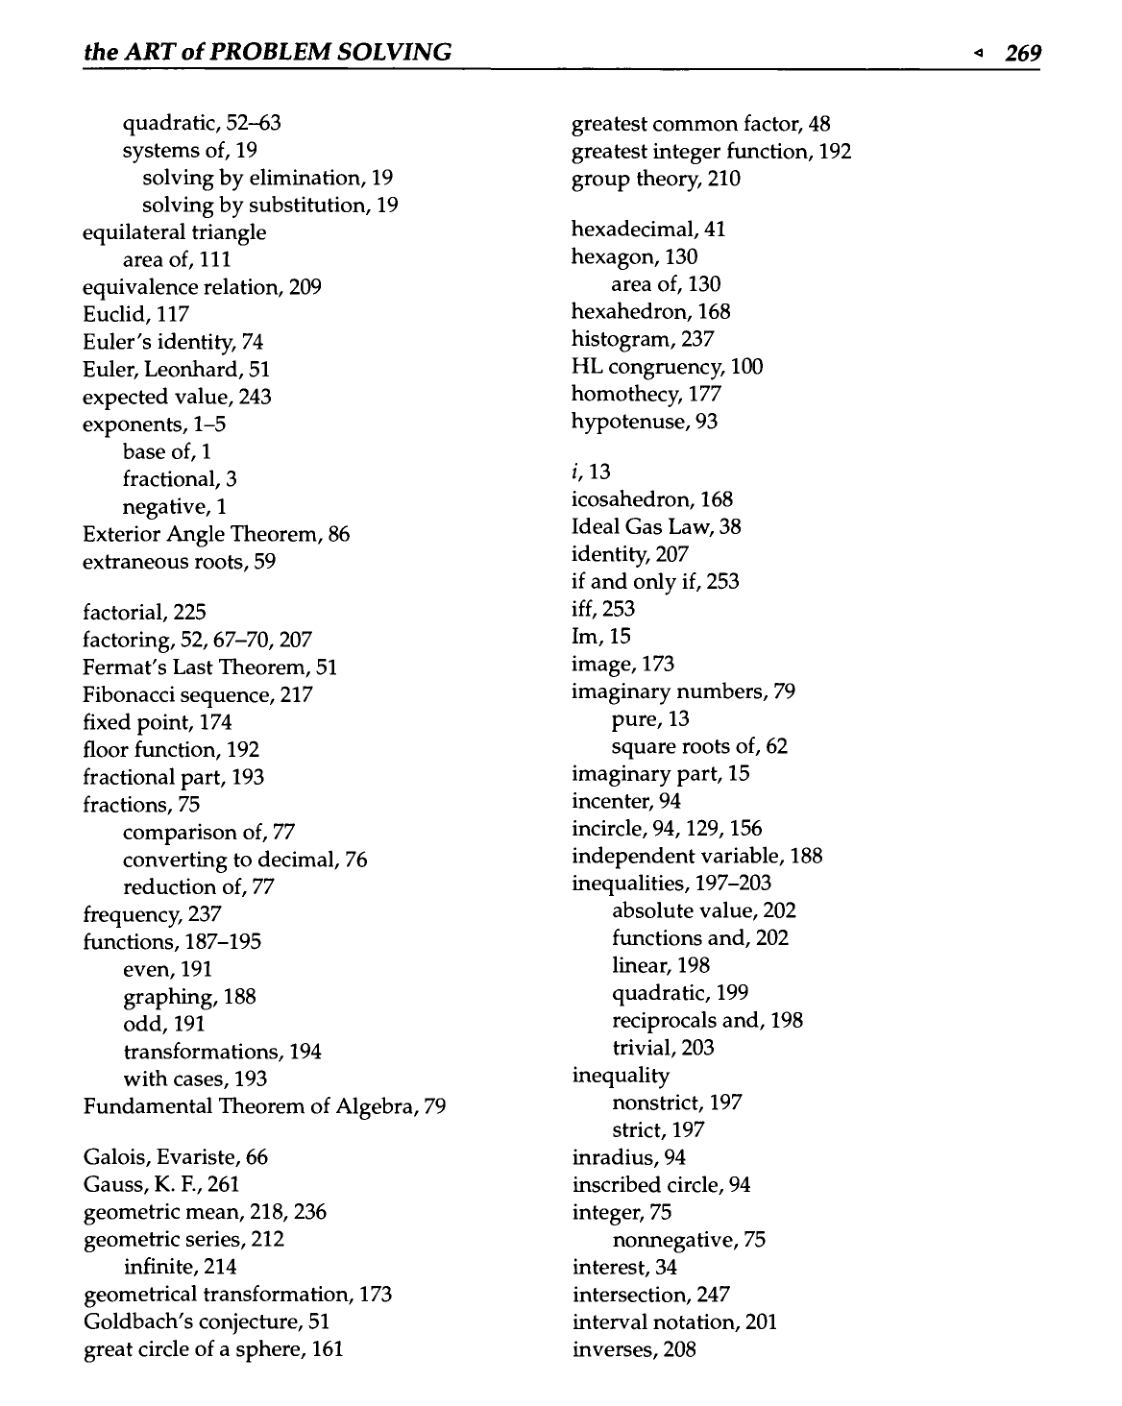 the ART of PROBLEM SOLVING ◃ 269
quadratic, 52–63
systems of, 19
solving by elimination, 19
solving by substitution, 19
equilateral triangle
area of, 111
equivalence relation, 209
Euclid, 117
Euler's identity, 74
Euler, Leonhard, 51
expected value, 243
exponents, 1–5
base of, 1
fractional, 3
negative, 1
Exterior Angle Theorem, 86
extraneous roots, 59
factorial, 225
factoring, 52, 67–70, 207
Fermat's Last Theorem, 51
Fibonacci sequence, 217
fixed point, 174
floor function, 192
fractional part, 193
fractions, 75
comparison of, 77
converting to decimal, 76
reduction of, 77
frequency, 237
functions, 187–195
even, 191
graphing, 188
odd, 191
transformations, 194
with cases, 193
Fundamental Theorem of Algebra, 79
Galois, Evariste, 66
Gauss, K. F., 261
geometric mean, 218, 236
geometric series, 212
infinite, 214
geometrical transformation, 173
Goldbach's conjecture, 51
great circle of a sphere, 161
greatest common factor, 48
greatest integer function, 192
group theory, 210
hexadecimal, 41
hexagon, 130
area of, 130
hexahedron, 168
histogram, 237
HL congruency, 100
homothecy, 177
hypotenuse, 93
i, 13
icosahedron, 168
Ideal Gas Law, 38
identity, 207
if and only if, 253
iff, 253
Im, 15
image, 173
imaginary numbers, 79
pure, 13
square roots of, 62
imaginary part, 15
incenter, 94
incircle, 94, 129, 156
independent variable, 188
inequalities, 197–203
absolute value, 202
functions and, 202
linear, 198
quadratic, 199
reciprocals and, 198
trivial, 203
inequality
nonstrict, 197
strict, 197
inradius, 94
inscribed circle, 94
integer, 75
nonnegative, 75
interest, 34
intersection, 247
interval notation, 201
inverses, 208